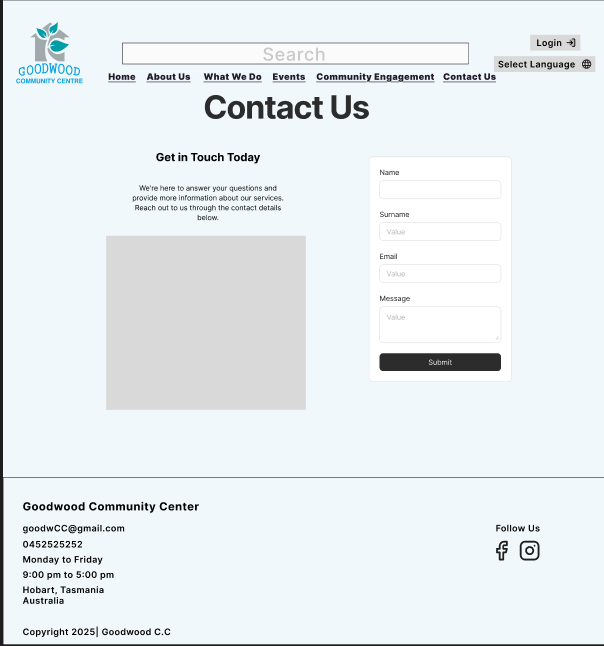 GOODWOOD
COMMUNITY CENTRE
Search
Login
Select Language
Home About Us What We Do Events Community Engagement Contact Us
Contact Us
Get in Touch Today
We're here to answer your questions and
provide more information about our services.
Reach out to us through the contact details
below.
Name
Surname
Value
Email
Value
Message
Value
Submit
Goodwood Community Center
goodwCC@gmail.com
0452525252
Monday to Friday
9:00 pm to 5:00 pm
Hobart, Tasmania
Australia
Follow Us
Copyright 2025| Goodwood C.C